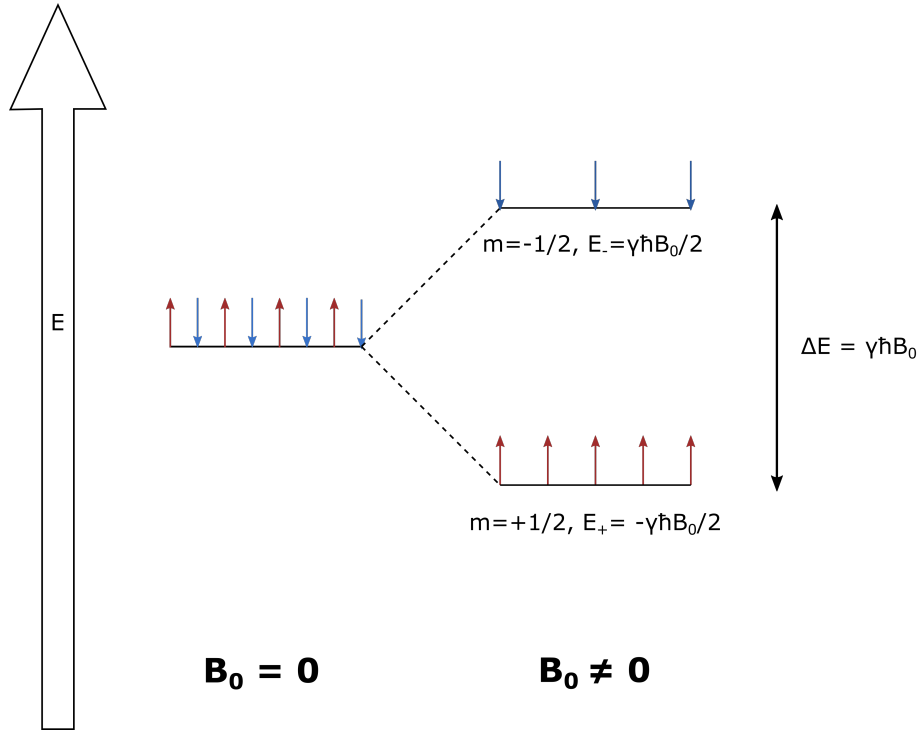 E
m=-1/2, E₋=γħB₀/2
ΔE = γħB₀
m=+1/2, E₊= -γħB₀/2
B₀ = 0
B₀ ≠ 0